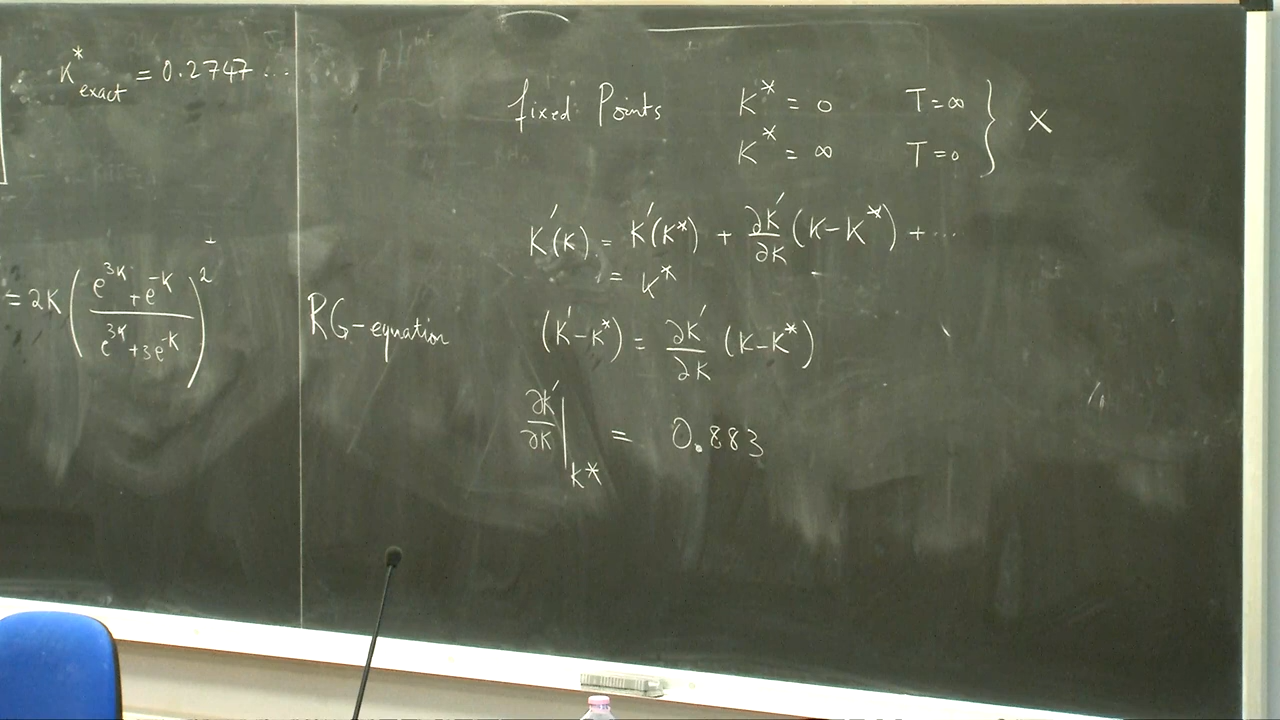 K*exact = 0.2747 ...
= 2K ( (e^{3K} + e^{-K}) / (e^{3K} + 3e^{-K}) )^2
fixed Points K* = 0 T = ∞ } X
K* = ∞ T = 0
K'(K) = K'(K*) + ∂K'/∂K (K - K*) + ...
= K*
RG-equation (K' - K*) = ∂K'/∂K (K - K*)
∂K'/∂K |_{K*} = 0.883